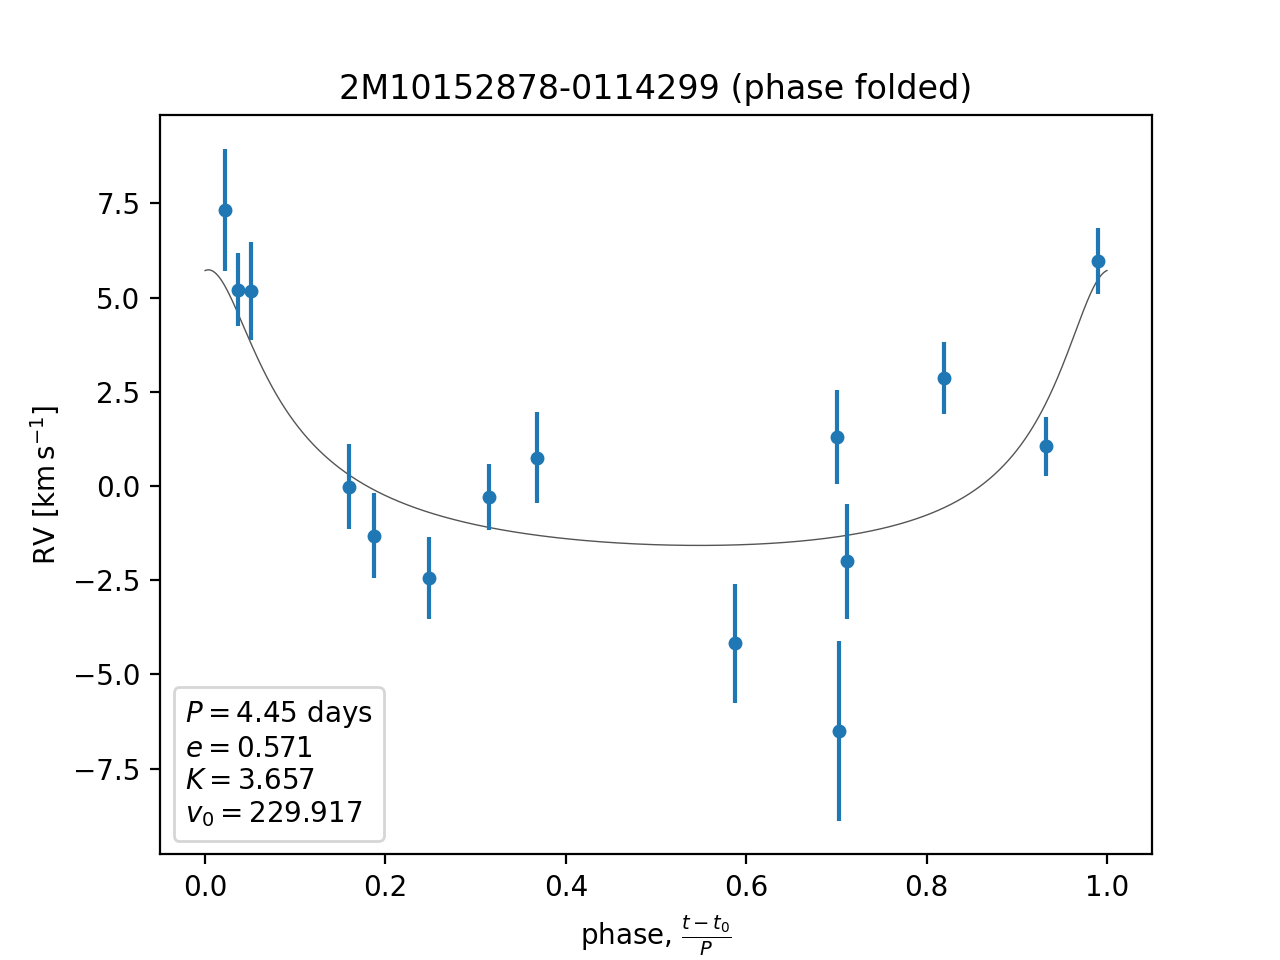 2M10152878-0114299 (phase folded)
RV [km s⁻¹]
7.5
5.0
2.5
0.0
−2.5
−5.0
−7.5
P = 4.45 days
e = 0.571
K = 3.657
v₀ = 229.917
0.0 0.2 0.4 0.6 0.8 1.0
phase, (t − t₀)/P